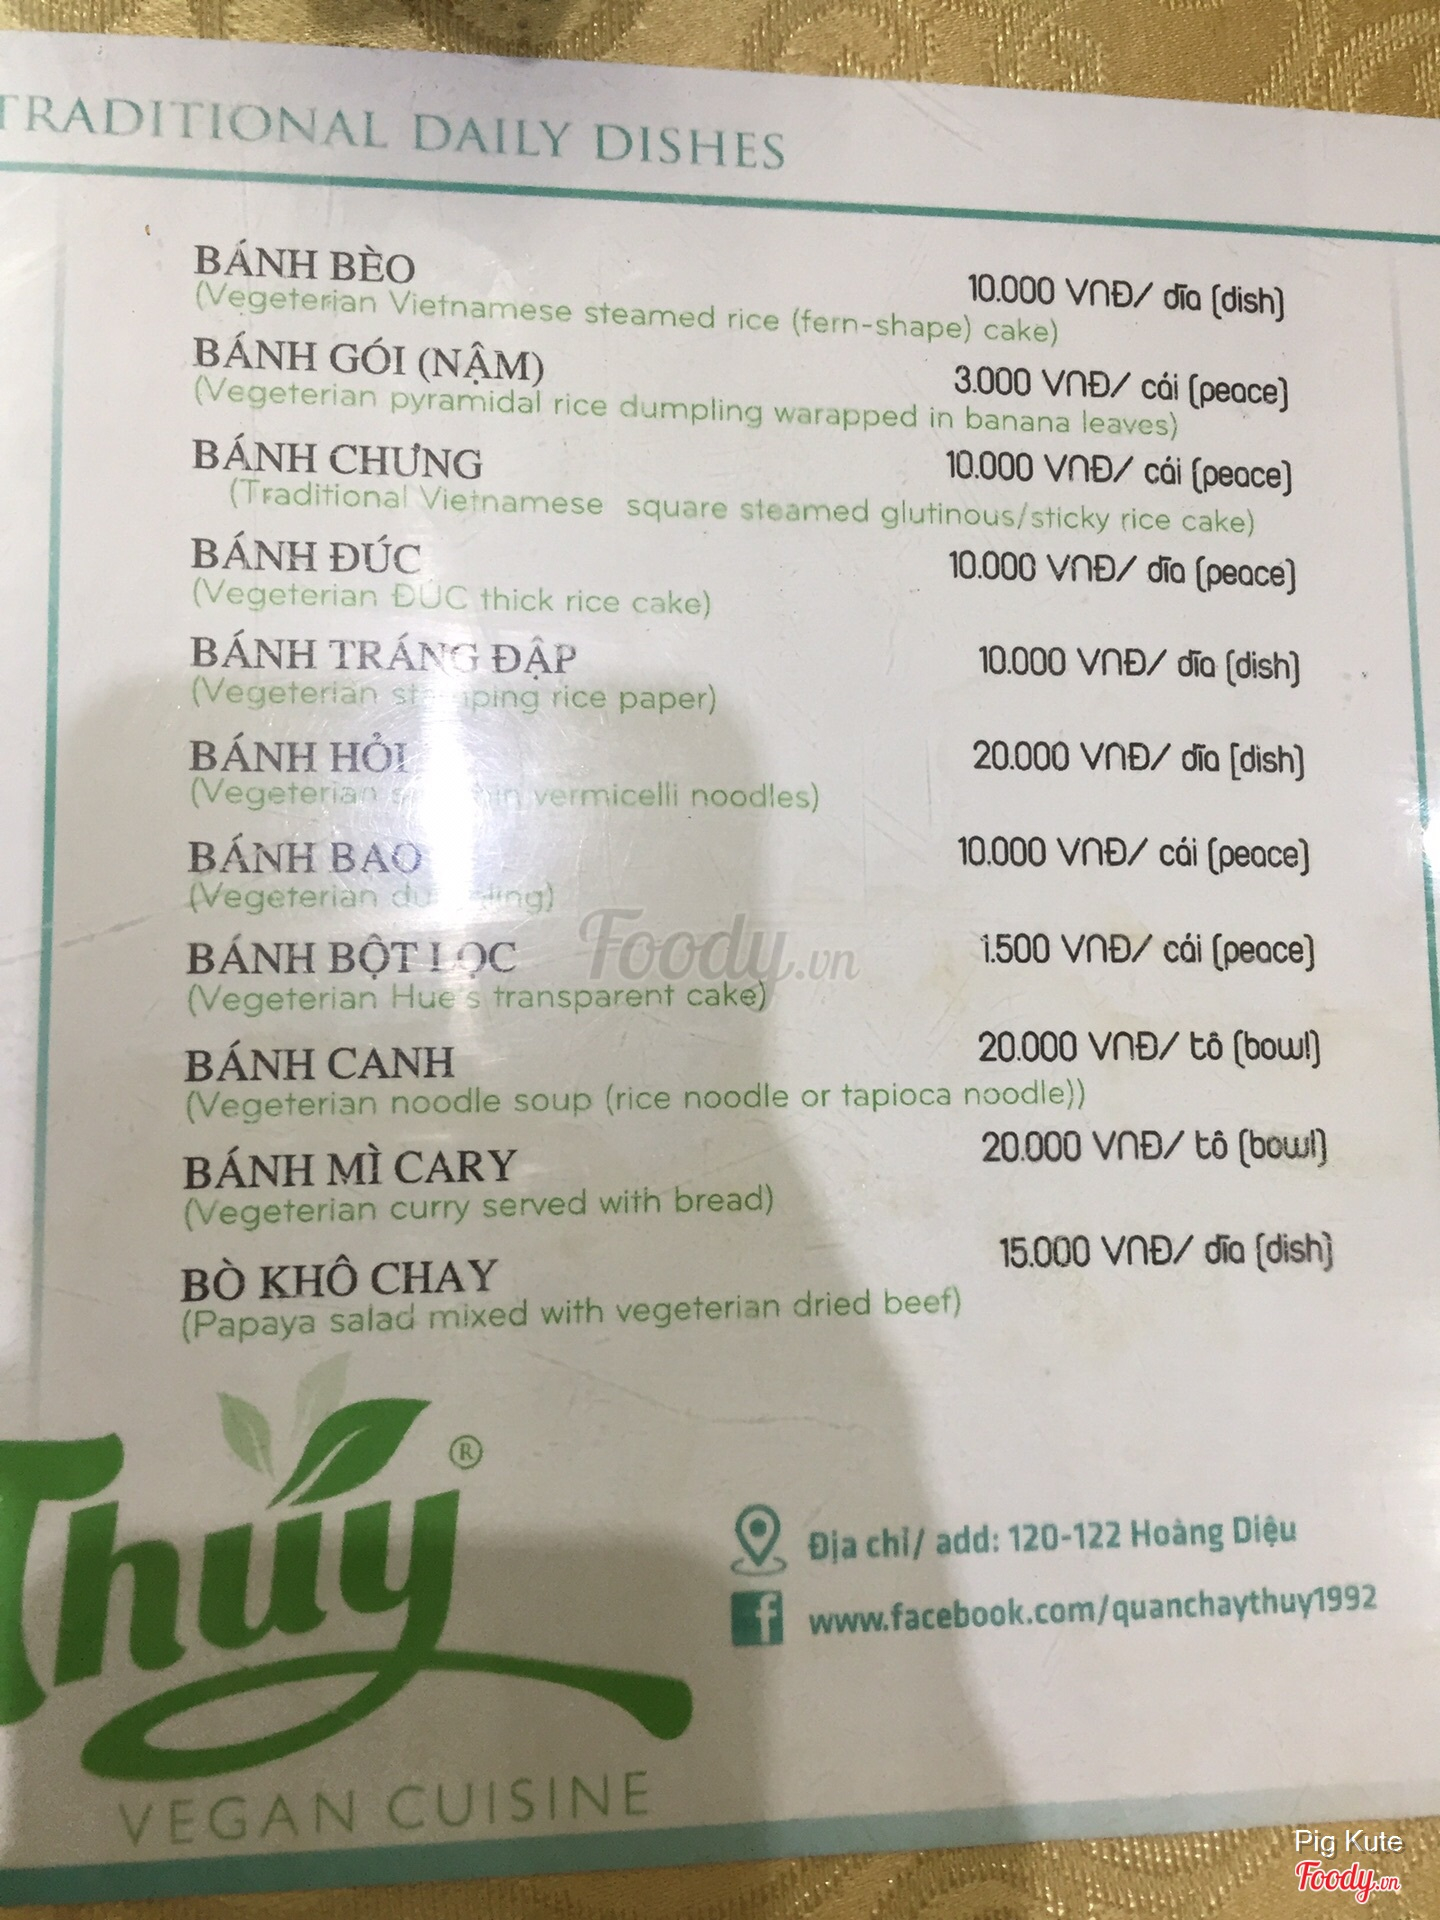 TRADITIONAL DAILY DISHES
BÁNH BÈO 10.000 VNĐ/ dĩa (dish)
(Vegeterian Vietnamese steamed rice (fern-shape) cake)
BÁNH GÓI (NẬM) 3.000 VNĐ/ cái (peace)
(Vegeterian pyramidal rice dumpling warapped in banana leaves)
BÁNH CHƯNG 10.000 VNĐ/ cái (peace)
(Traditional Vietnamese square steamed glutinous/sticky rice cake)
BÁNH ĐÚC 10.000 VNĐ/ dĩa (peace)
(Vegeterian ĐÚC thick rice cake)
BÁNH TRÁNG ĐẬP 10.000 VNĐ/ dĩa (dish)
(Vegeterian rice paper)
BÁNH HỎI 20.000 VNĐ/ dĩa (dish)
(Vegeterian vermicelli noodles)
BÁNH BAO 10.000 VNĐ/ cái (peace)
(Vegeterian dumpling)
BÁNH BỘT LỌC 1.500 VNĐ/ cái (peace)
(Vegeterian Hue's transparent cake)
Foody.vn
BÁNH CANH 20.000 VNĐ/ tô (bowl)
(Vegeterian noodle soup (rice noodle or tapioca noodle))
BÁNH MÌ CARY 20.000 VNĐ/ tô (bowl)
(Vegeterian curry served with bread)
BÒ KHÔ CHAY 15.000 VNĐ/ dĩa (dish)
(Papaya salad mixed with vegeterian dried beef)
Thúy ®
VEGAN CUISINE
Địa chỉ/ add: 120-122 Hoàng Diệu
www.facebook.com/quanchaythuy1992
Pig Kute
Foody.vn